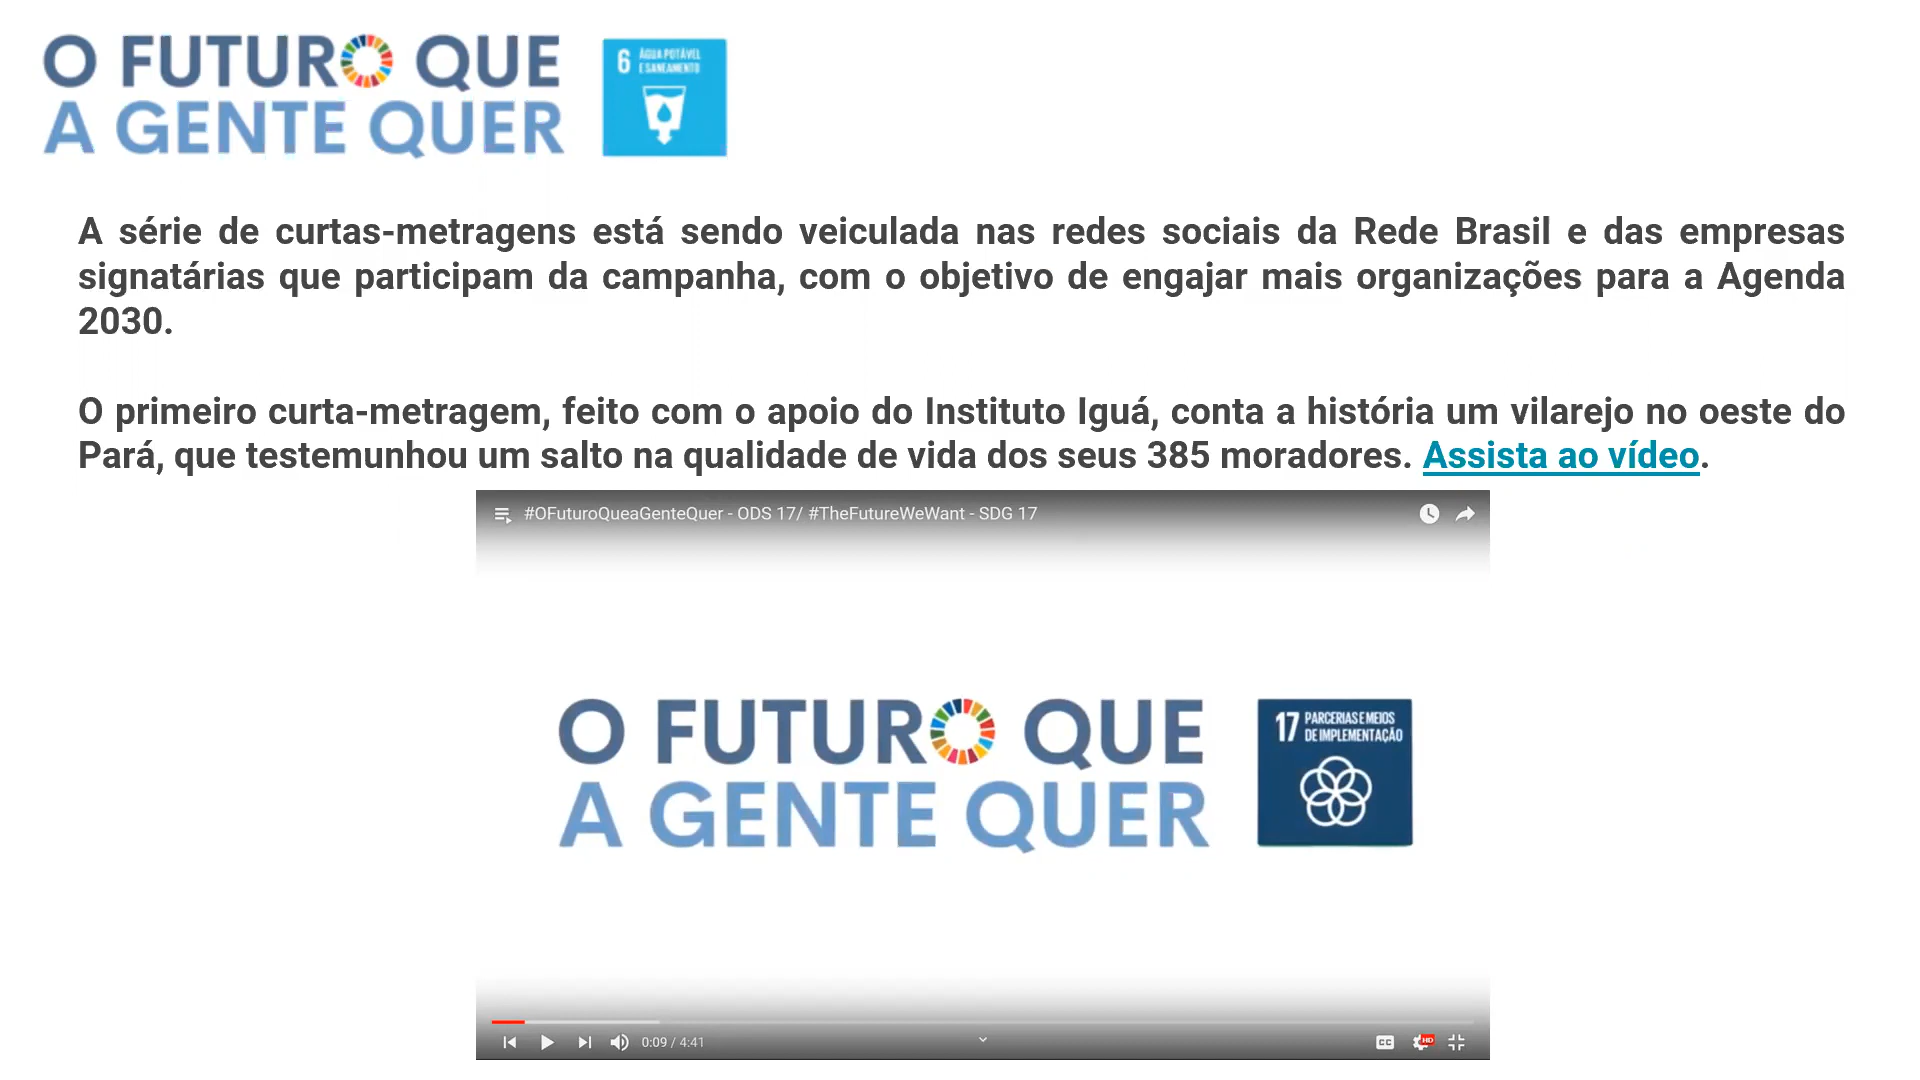 O FUTURO QUE
A GENTE QUER
6 ÁGUA POTÁVEL
E SANEAMENTO
A série de curtas-metragens está sendo veiculada nas redes sociais da Rede Brasil e das empresas
signatárias que participam da campanha, com o objetivo de engajar mais organizações para a Agenda
2030.
O primeiro curta-metragem, feito com o apoio do Instituto Iguá, conta a história um vilarejo no oeste do
Pará, que testemunhou um salto na qualidade de vida dos seus 385 moradores. Assista ao vídeo.
#OFuturoQueaGenteQuer - ODS 17/ #TheFutureWeWant - SDG 17
O FUTURO QUE
A GENTE QUER
17 PARCERIAS E MEIOS
DE IMPLEMENTAÇÃO
0:09 / 4:41
CC
HD